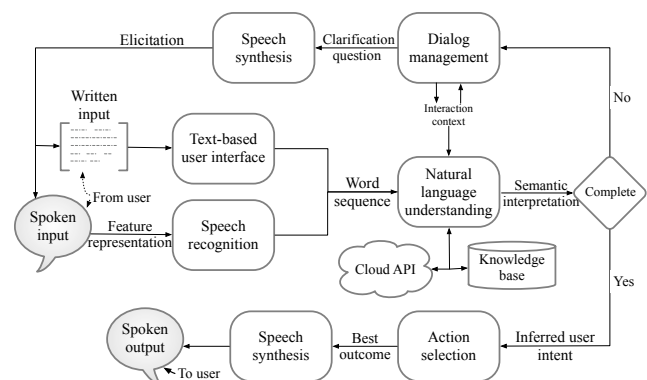 Elicitation
Speech
synthesis
Clarification
question
Dialog
management
Written
input
Interaction
context
No
Text-based
user interface
From user
Word
sequence
Natural
language
understanding
Semantic
interpretation
Complete
Spoken
input
Feature
representation
Speech
recognition
Cloud API
Knowledge
base
Yes
Spoken
output
To user
Speech
synthesis
Best
outcome
Action
selection
Inferred user
intent